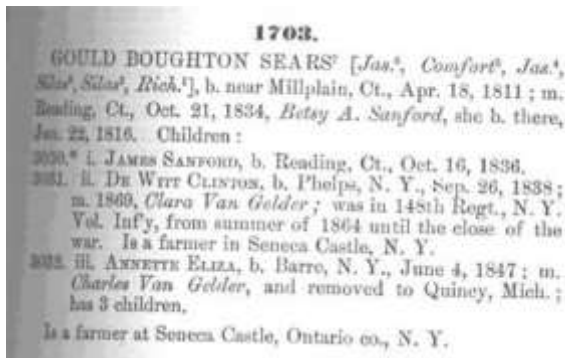 1703.
GOULD BOUGHTON SEARS⁷ [Jas.⁶, Comfort⁵, Jas.⁴,
Silas³, Silas², Rich.¹], b. near Millplain, Ct., Apr. 18, 1811 ; m.
Reading, Ct., Oct. 21, 1834, Betsy A. Sanford, she b. there,
Jan. 22, 1816. Children :
3030.* i. JAMES SANFORD, b. Reading, Ct., Oct. 16, 1836.
3031. ii. DE WITT CLINTON, b. Phelps, N. Y., Sep. 26, 1838 ;
m. 1869, Clara Van Gelder ; was in 148th Regt., N. Y.
Vol. Inf'y, from summer of 1864 until the close of the
war. Is a farmer in Seneca Castle, N. Y.
3032. iii. ANNETTE ELIZA, b. Barre, N. Y., June 4, 1847 ; m.
Charles Van Gelder, and removed to Quincy, Mich. ;
has 3 children.
Is a farmer at Seneca Castle, Ontario co., N. Y.